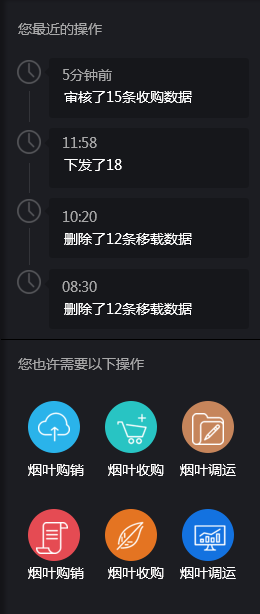 您最近的操作
5分钟前
审核了15条收购数据
11:58
下发了18
10:20
删除了12条移载数据
08:30
删除了12条移载数据
您也许需要以下操作
烟叶购销 烟叶收购 烟叶调运
烟叶购销 烟叶收购 烟叶调运